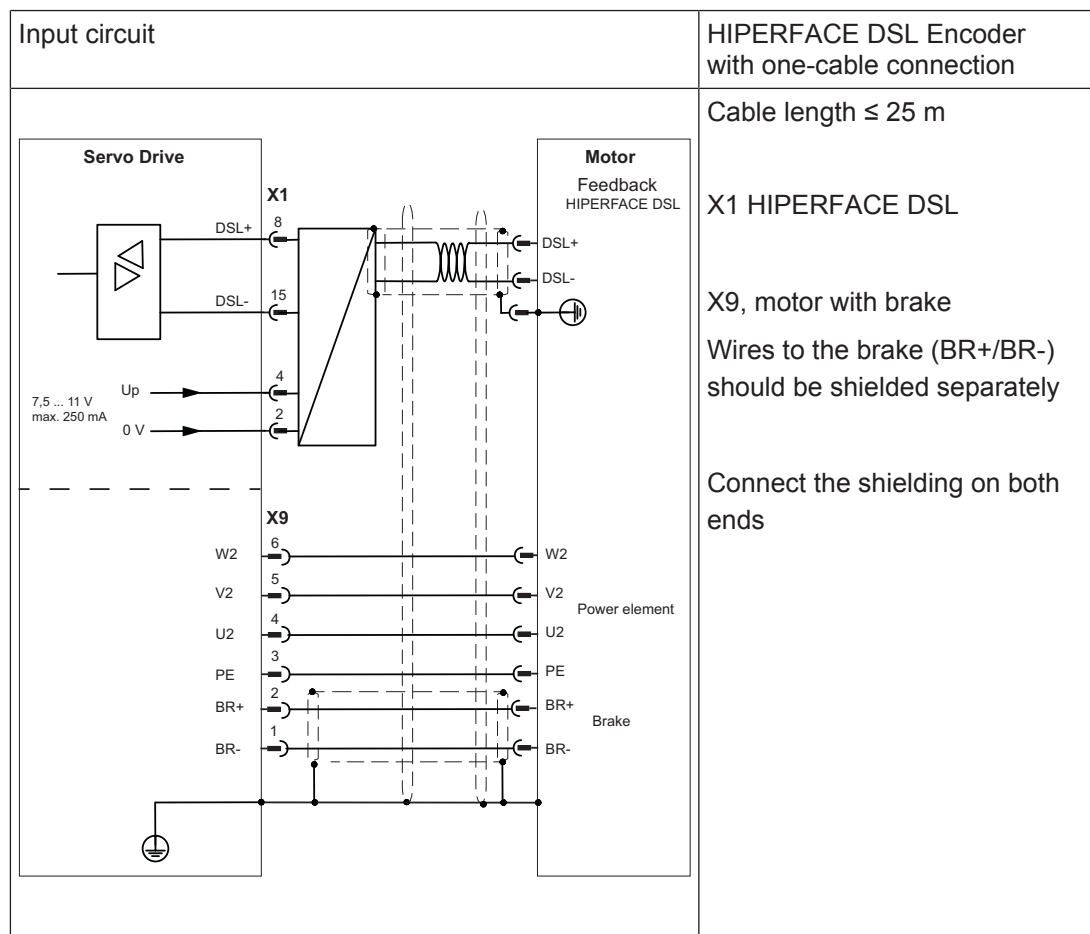 Input circuit
HIPERFACE DSL Encoder
with one-cable connection
Cable length ≤ 25 m
X1 HIPERFACE DSL
X9, motor with brake
Wires to the brake (BR+/BR-)
should be shielded separately
Connect the shielding on both
ends
Servo Drive
Motor
Feedback
HIPERFACE DSL
X1
DSL+
8
DSL+
DSL-
15
DSL-
Up
4
7,5 ... 11 V
max. 250 mA
0 V
2
X9
W2
6
W2
V2
5
V2
Power element
U2
4
U2
PE
3
PE
BR+
2
BR+
Brake
BR-
1
BR-